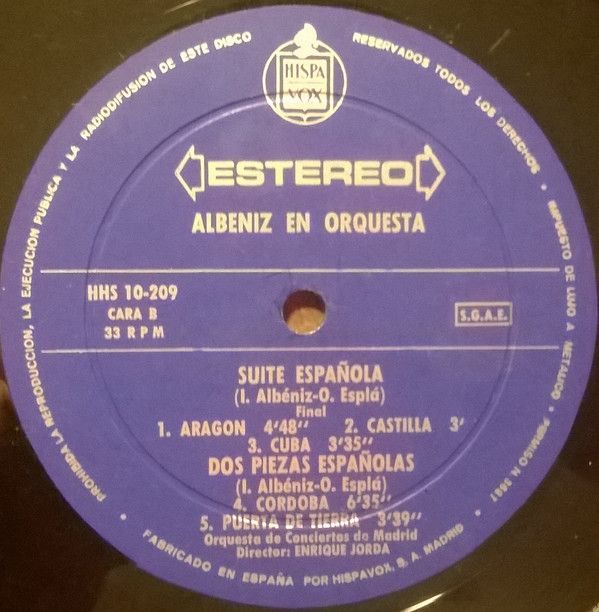 PROHIBIDA LA REPRODUCCION, LA EJECUCION PUBLICA Y LA RADIODIFUSION DE ESTE DISCO
RESERVADOS TODOS LOS DERECHOS • IMPUESTO DE LUJO A METALICO • PERMISO N 5981
HISPA
VOX
ESTEREO
ALBENIZ EN ORQUESTA
HHS 10-209
CARA B
33 RPM
S.G.A.E.
SUITE ESPAÑOLA
(I. Albéniz-O. Esplá)
Final
1. ARAGON 4'48" 2. CASTILLA 3'
3. CUBA 3'35"
DOS PIEZAS ESPAÑOLAS
(I. Albéniz-O. Esplá)
4. CORDOBA 6'35"
5. PUERTA DE TIERRA 3'39"
Orquesta de Conciertos de Madrid
Director: ENRIQUE JORDA
• FABRICADO EN ESPAÑA POR HISPAVOX, S. A. MADRID •